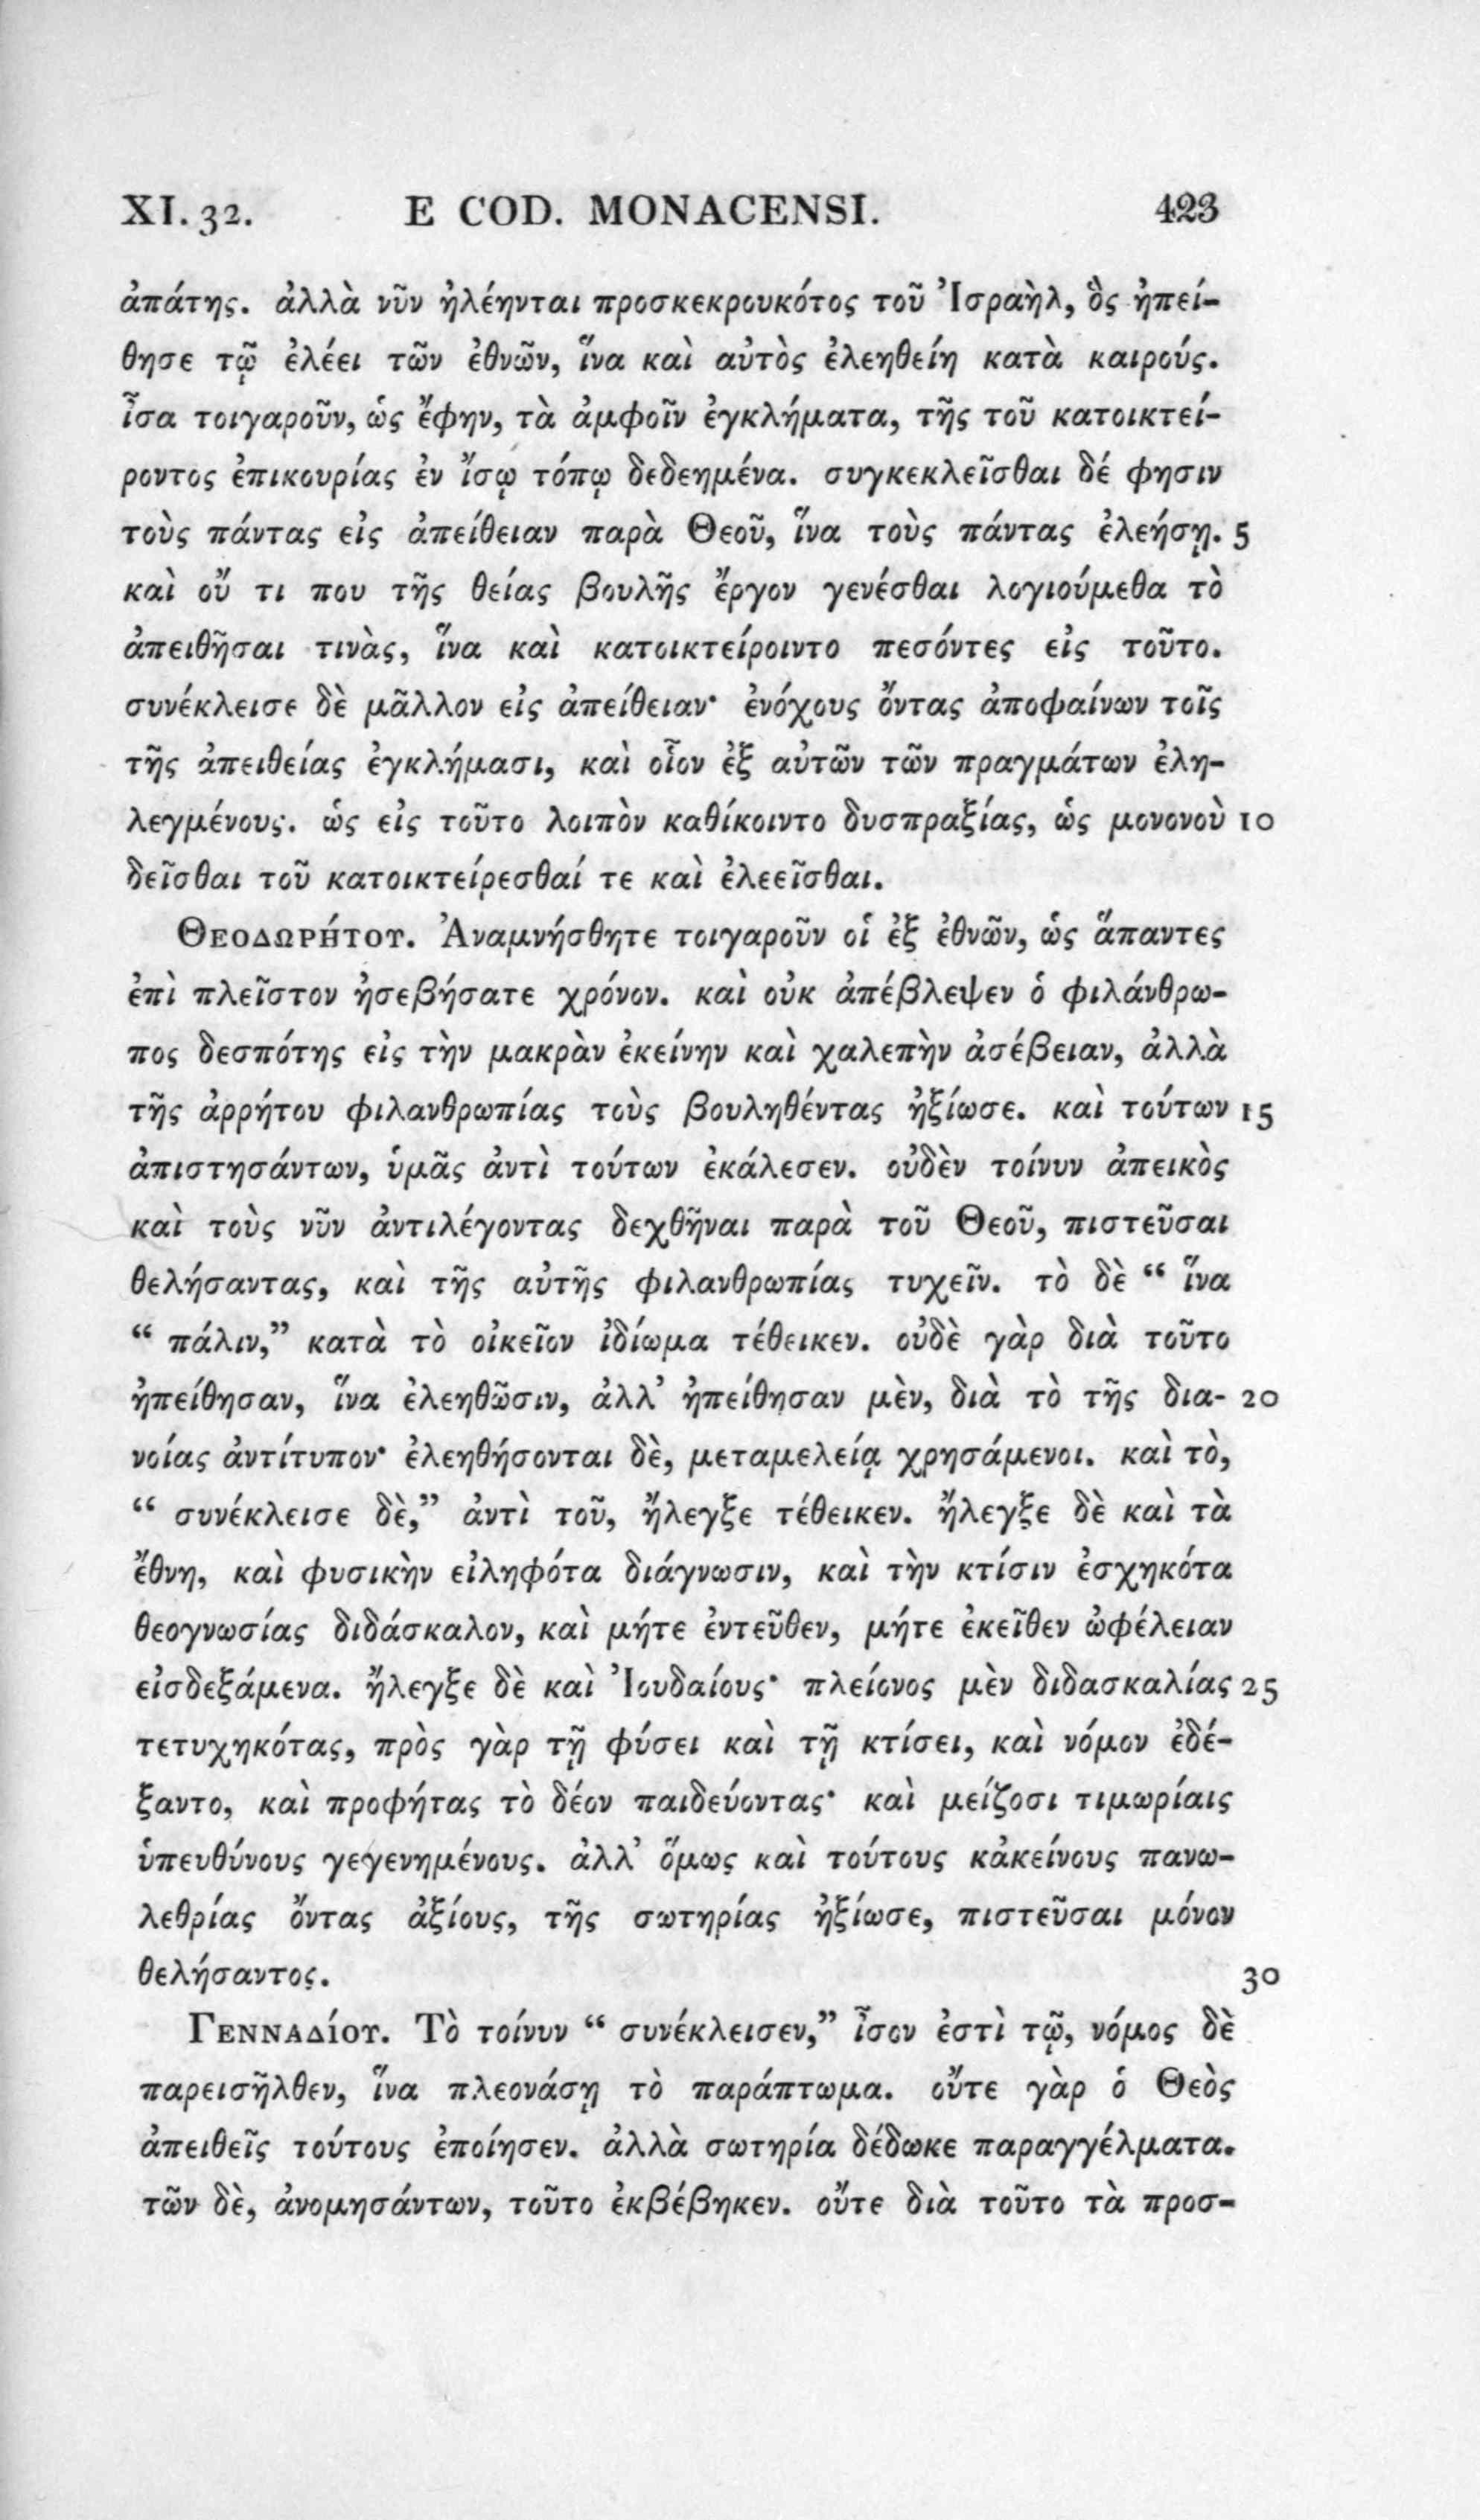 XI. 32. E COD. MONACENSI. 423
ἀπάτης. ἀλλὰ νῦν ἠλέηνται προσκεκρουκότος τοῦ Ἰσραὴλ, ὃς ἠπεί-
θησε τῷ ἐλέει τῶν ἐθνῶν, ἵνα καὶ αὐτὸς ἐλεηθείη κατὰ καιρούς.
ἶσα τοιγαροῦν, ὡς ἔφην, τὰ ἀμφοῖν ἐγκλήματα, τῆς τοῦ κατοικτεί-
ροντος ἐπικουρίας ἐν ἴσῳ τόπῳ δεδεημένα. συγκεκλεῖσθαι δέ φησιν
τοὺς πάντας εἰς ἀπείθειαν παρὰ Θεοῦ, ἵνα τοὺς πάντας ἐλεήσῃ. 5
καὶ οὔ τι που τῆς θείας βουλῆς ἔργον γενέσθαι λογιούμεθα τὸ
ἀπειθῆσαι τινὰς, ἵνα καὶ κατοικτείροιντο πεσόντες εἰς τοῦτο.
συνέκλεισε δὲ μᾶλλον εἰς ἀπείθειαν· ἐνόχους ὄντας ἀποφαίνων τοῖς
τῆς ἀπειθείας ἐγκλήμασι, καὶ οἷον ἐξ αὐτῶν τῶν πραγμάτων ἐλη-
λεγμένους. ὡς εἰς τοῦτο λοιπὸν καθίκοιντο δυσπραξίας, ὡς μονονοὺ 10
δεῖσθαι τοῦ κατοικτείρεσθαί τε καὶ ἐλεεῖσθαι.
ΘΕΟΔΩΡΉΤΟΥ. Ἀναμνήσθητε τοιγαροῦν οἱ ἐξ ἐθνῶν, ὡς ἅπαντες
ἐπὶ πλεῖστον ἠσεβήσατε χρόνον. καὶ οὐκ ἀπέβλεψεν ὁ φιλάνθρω-
πος δεσπότης εἰς τὴν μακρὰν ἐκείνην καὶ χαλεπὴν ἀσέβειαν, ἀλλὰ
τῆς ἀρρήτου φιλανθρωπίας τοὺς βουληθέντας ἠξίωσε. καὶ τούτων 15
ἀπιστησάντων, ὑμᾶς ἀντὶ τούτων ἐκάλεσεν. οὐδὲν τοίνυν ἀπεικὸς
καὶ τοὺς νῦν ἀντιλέγοντας δεχθῆναι παρὰ τοῦ Θεοῦ, πιστεῦσαι
θελήσαντας, καὶ τῆς αὐτῆς φιλανθρωπίας τυχεῖν. τὸ δὲ “ ἵνα
“ πάλιν,” κατὰ τὸ οἰκεῖον ἰδίωμα τέθεικεν. οὐδὲ γὰρ διὰ τοῦτο
ἠπείθησαν, ἵνα ἐλεηθῶσιν, ἀλλ’ ἠπείθησαν μὲν, διὰ τὸ τῆς δια- 20
νοίας ἀντίτυπον· ἐλεηθήσονται δὲ, μεταμελείᾳ χρησάμενοι. καὶ τὸ,
“ συνέκλεισε δὲ,” ἀντὶ τοῦ, ἤλεγξε τέθεικεν. ἤλεγξε δὲ καὶ τὰ
ἔθνη, καὶ φυσικὴν εἰληφότα διάγνωσιν, καὶ τὴν κτίσιν ἐσχηκότα
θεογνωσίας διδάσκαλον, καὶ μήτε ἐντεῦθεν, μήτε ἐκεῖθεν ὠφέλειαν
εἰσδεξάμενα. ἤλεγξε δὲ καὶ Ἰουδαίους· πλείονος μὲν διδασκαλίας 25
τετυχηκότας, πρὸς γὰρ τῇ φύσει καὶ τῇ κτίσει, καὶ νόμον ἐδέ-
ξαντο, καὶ προφήτας τὸ δέον παιδεύοντας· καὶ μείζοσι τιμωρίαις
ὑπευθύνους γεγενημένους. ἀλλ’ ὅμως καὶ τούτους κἀκείνους πανω-
λεθρίας ὄντας ἀξίους, τῆς σωτηρίας ἠξίωσε, πιστεῦσαι μόνον
θελήσαντος. 30
ΓΕΝΝΑΔΊΟΥ. Τὸ τοίνυν “ συνέκλεισεν,” ἶσον ἐστὶ τῷ, νόμος δὲ
παρεισῆλθεν, ἵνα πλεονάσῃ τὸ παράπτωμα. οὔτε γὰρ ὁ Θεὸς
ἀπειθεῖς τούτους ἐποίησεν. ἀλλὰ σωτηρία δέδωκε παραγγέλματα.
τῶν δὲ, ἀνομησάντων, τοῦτο ἐκβέβηκεν. οὔτε διὰ τοῦτο τὰ προσ-